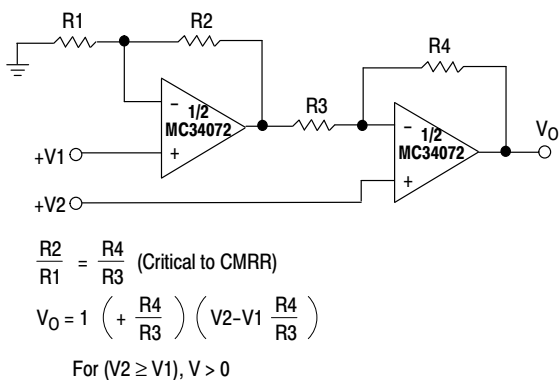 R1
R2
R4
R3
1/2
MC34072
1/2
MC34072
–
+
–
+
+V1
+V2
VO
R2/R1 = R4/R3 (Critical to CMRR)
VO = 1 ( + R4/R3 ) ( V2–V1 R4/R3 )
For (V2 ≥ V1), V > 0